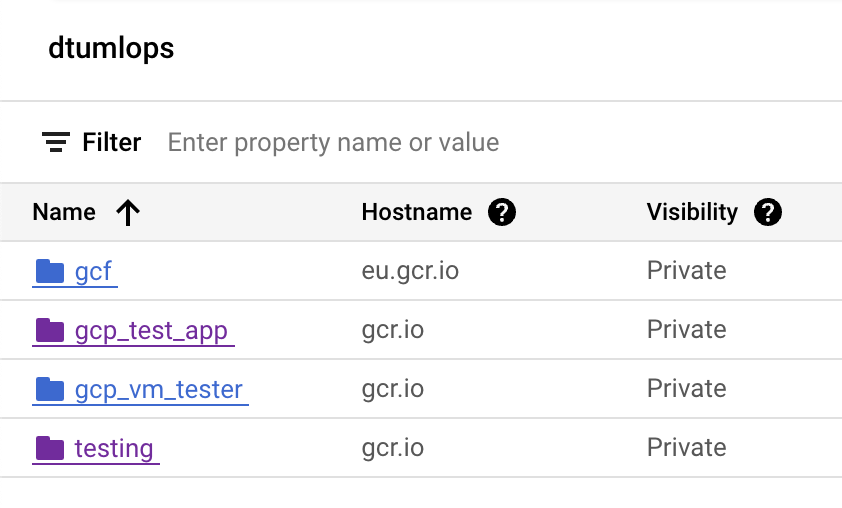 dtumlops
Filter Enter property name or value
Name Hostname Visibility
gcf eu.gcr.io Private
gcp_test_app gcr.io Private
gcp_vm_tester gcr.io Private
testing gcr.io Private